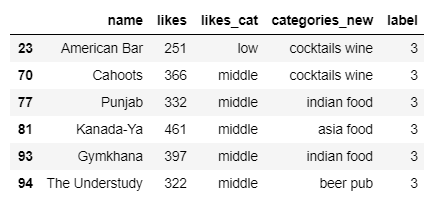 name likes likes_cat categories_new label
23 American Bar 251 low cocktails wine 3
70 Cahoots 366 middle cocktails wine 3
77 Punjab 332 middle indian food 3
81 Kanada-Ya 461 middle asia food 3
93 Gymkhana 397 middle indian food 3
94 The Understudy 322 middle beer pub 3